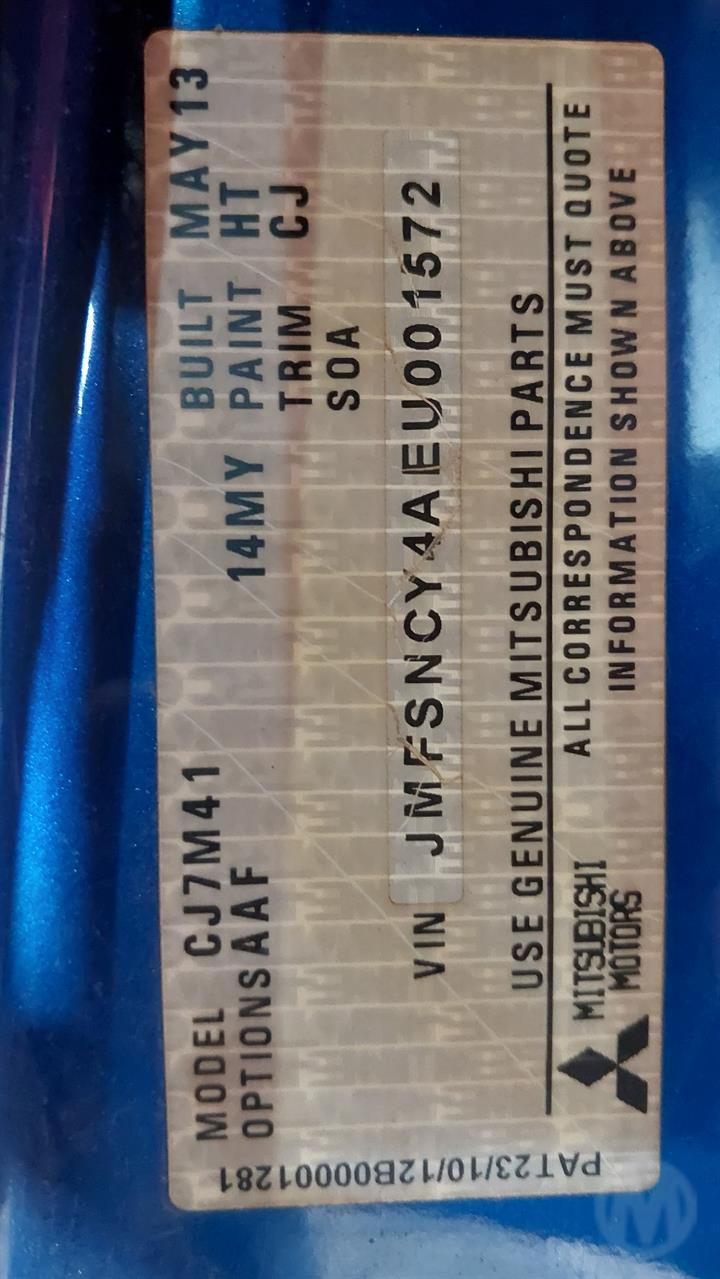 MODEL CJ7M41 BUILT MAY13
OPTIONS AAF 14MY PAINT HT
TRIM CJ
SOA
VIN JMFSNCY4AEU001572
USE GENUINE MITSUBISHI PARTS
MITSUBISHI MOTORS
ALL CORRESPONDENCE MUST QUOTE
INFORMATION SHOWN ABOVE
PAT23/10/12B00001281
M